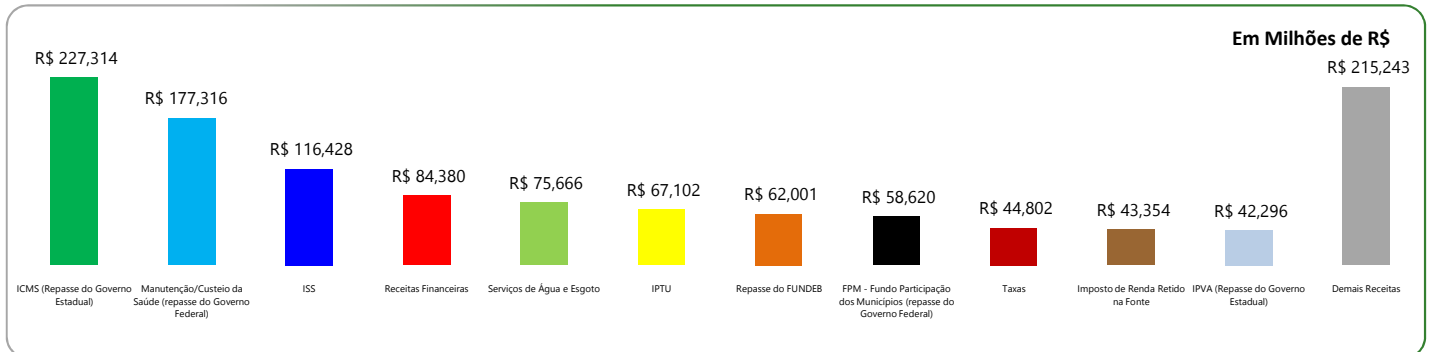 Em Milhões de R$
R$ 227,314
R$ 177,316
R$ 116,428
R$ 84,380
R$ 75,666
R$ 67,102
R$ 62,001
R$ 58,620
R$ 44,802
R$ 43,354
R$ 42,296
R$ 215,243
ICMS (Repasse do Governo
Estadual)
Manutenção/Custeio da
Saúde (repasse do Governo
Federal)
ISS
Receitas Financeiras
Serviços de Água e Esgoto
IPTU
Repasse do FUNDEB
FPM - Fundo Participação
dos Municípios (repasse do
Governo Federal)
Taxas
Imposto de Renda Retido
na Fonte
IPVA (Repasse do Governo
Estadual)
Demais Receitas